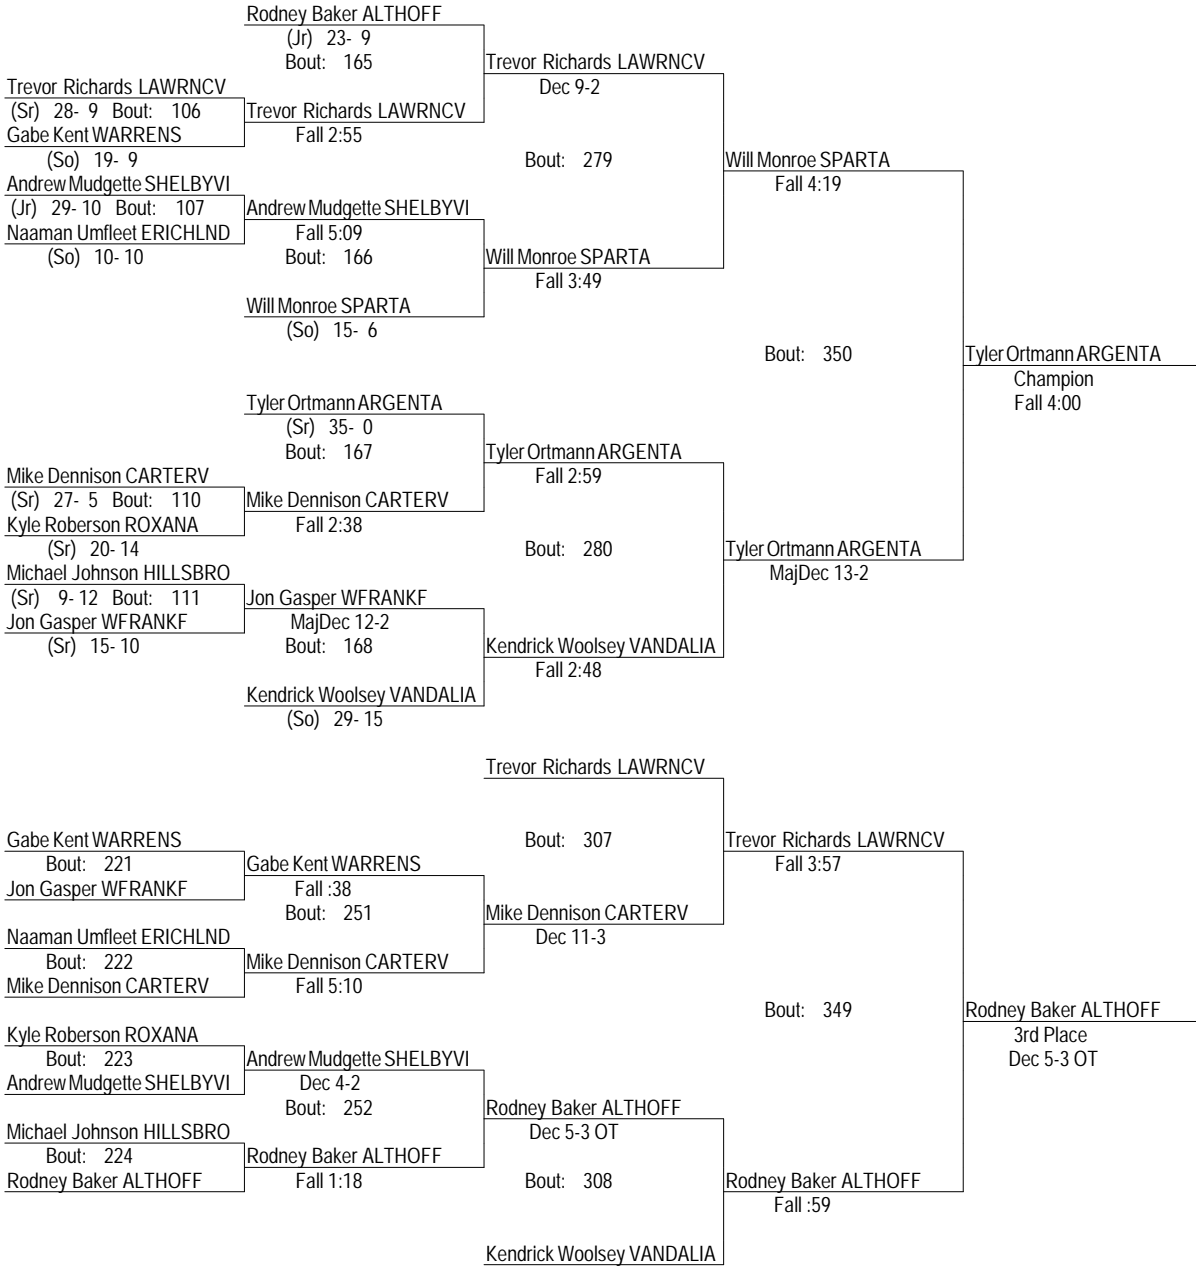 Rodney Baker ALTHOFF
(Jr) 23- 9
Bout: 165
Trevor Richards LAWRNCV
Dec 9-2
Trevor Richards LAWRNCV
(Sr) 28- 9 Bout: 106
Trevor Richards LAWRNCV
Gabe Kent WARRENS
Fall 2:55
(So) 19- 9
Bout: 279
Will Monroe SPARTA
Andrew Mudgette SHELBYVI
Fall 4:19
(Jr) 29- 10 Bout: 107
Andrew Mudgette SHELBYVI
Naaman Umfleet ERICHLND
Fall 5:09
(So) 10- 10
Bout: 166
Will Monroe SPARTA
Fall 3:49
Will Monroe SPARTA
(So) 15- 6
Bout: 350
Tyler Ortmann ARGENTA
Champion
Fall 4:00
Tyler Ortmann ARGENTA
(Sr) 35- 0
Bout: 167
Tyler Ortmann ARGENTA
Fall 2:59
Mike Dennison CARTERV
(Sr) 27- 5 Bout: 110
Mike Dennison CARTERV
Kyle Roberson ROXANA
Fall 2:38
(Sr) 20- 14
Bout: 280
Tyler Ortmann ARGENTA
Michael Johnson HILLSBRO
MajDec 13-2
(Sr) 9- 12 Bout: 111
Jon Gasper WFRANKF
Jon Gasper WFRANKF
MajDec 12-2
(Sr) 15- 10
Bout: 168
Kendrick Woolsey VANDALIA
Fall 2:48
Kendrick Woolsey VANDALIA
(So) 29- 15
Trevor Richards LAWRNCV
Gabe Kent WARRENS
Bout: 307
Trevor Richards LAWRNCV
Bout: 221
Gabe Kent WARRENS
Fall 3:57
Jon Gasper WFRANKF
Fall :38
Bout: 251
Mike Dennison CARTERV
Naaman Umfleet ERICHLND
Dec 11-3
Bout: 222
Mike Dennison CARTERV
Mike Dennison CARTERV
Fall 5:10
Bout: 349
Rodney Baker ALTHOFF
Kyle Roberson ROXANA
3rd Place
Bout: 223
Andrew Mudgette SHELBYVI
Dec 5-3 OT
Andrew Mudgette SHELBYVI
Dec 4-2
Bout: 252
Rodney Baker ALTHOFF
Michael Johnson HILLSBRO
Dec 5-3 OT
Bout: 224
Rodney Baker ALTHOFF
Rodney Baker ALTHOFF
Fall 1:18
Bout: 308
Rodney Baker ALTHOFF
Fall :59
Kendrick Woolsey VANDALIA